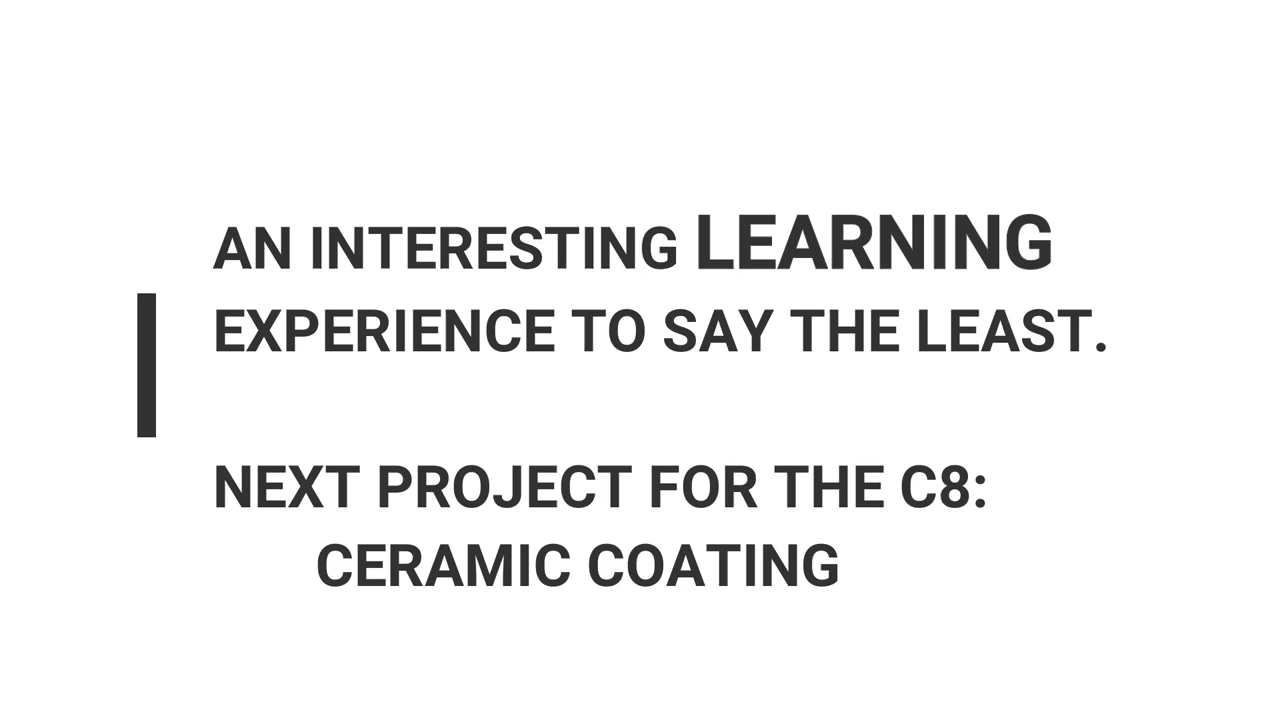 AN INTERESTING LEARNING
EXPERIENCE TO SAY THE LEAST.
NEXT PROJECT FOR THE C8:
CERAMIC COATING